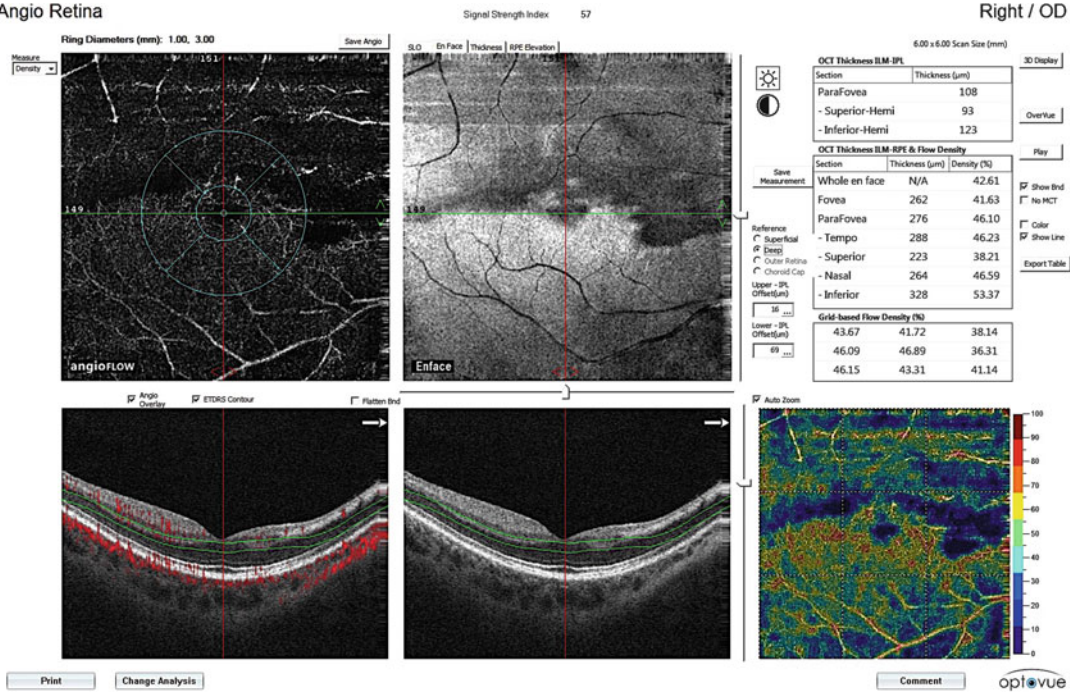 Angio Retina
Signal Strength Index 57
Right / OD
Ring Diameters (mm): 1.00, 3.00
Save Angio
Measure
Density
151
149
angioFLOW
SLO En Face Thickness RPE Elevation
151
149
Enface
6.00 x 6.00 Scan Size (mm)
OCT Thickness ILM-IPL
Section Thickness (µm)
ParaFovea 108
- Superior-Hemi 93
- Inferior-Hemi 123
OCT Thickness ILM-RPE & Flow Density
Section Thickness (µm) Density (%)
Whole en face N/A 42.61
Fovea 262 41.63
ParaFovea 276 46.10
- Tempo 288 46.23
- Superior 223 38.21
- Nasal 264 46.59
- Inferior 328 53.37
Grid-based Flow Density (%)
43.67 41.72 38.14
46.09 46.89 36.31
46.15 43.31 41.14
Save
Measurement
Reference
Superficial
Deep
Outer Retina
Choroid Cap
Upper - IPL
Offset(um)
16 ...
Lower - IPL
Offset(um)
69 ...
3D Display
OverVue
Play
Show Bnd
No MCT
Color
Show Line
Export Table
Angio
Overlay
ETDRS Contour
Flatten Bnd
Auto Zoom
100
90
80
70
60
50
40
30
20
10
0
Print
Change Analysis
Comment
optovue